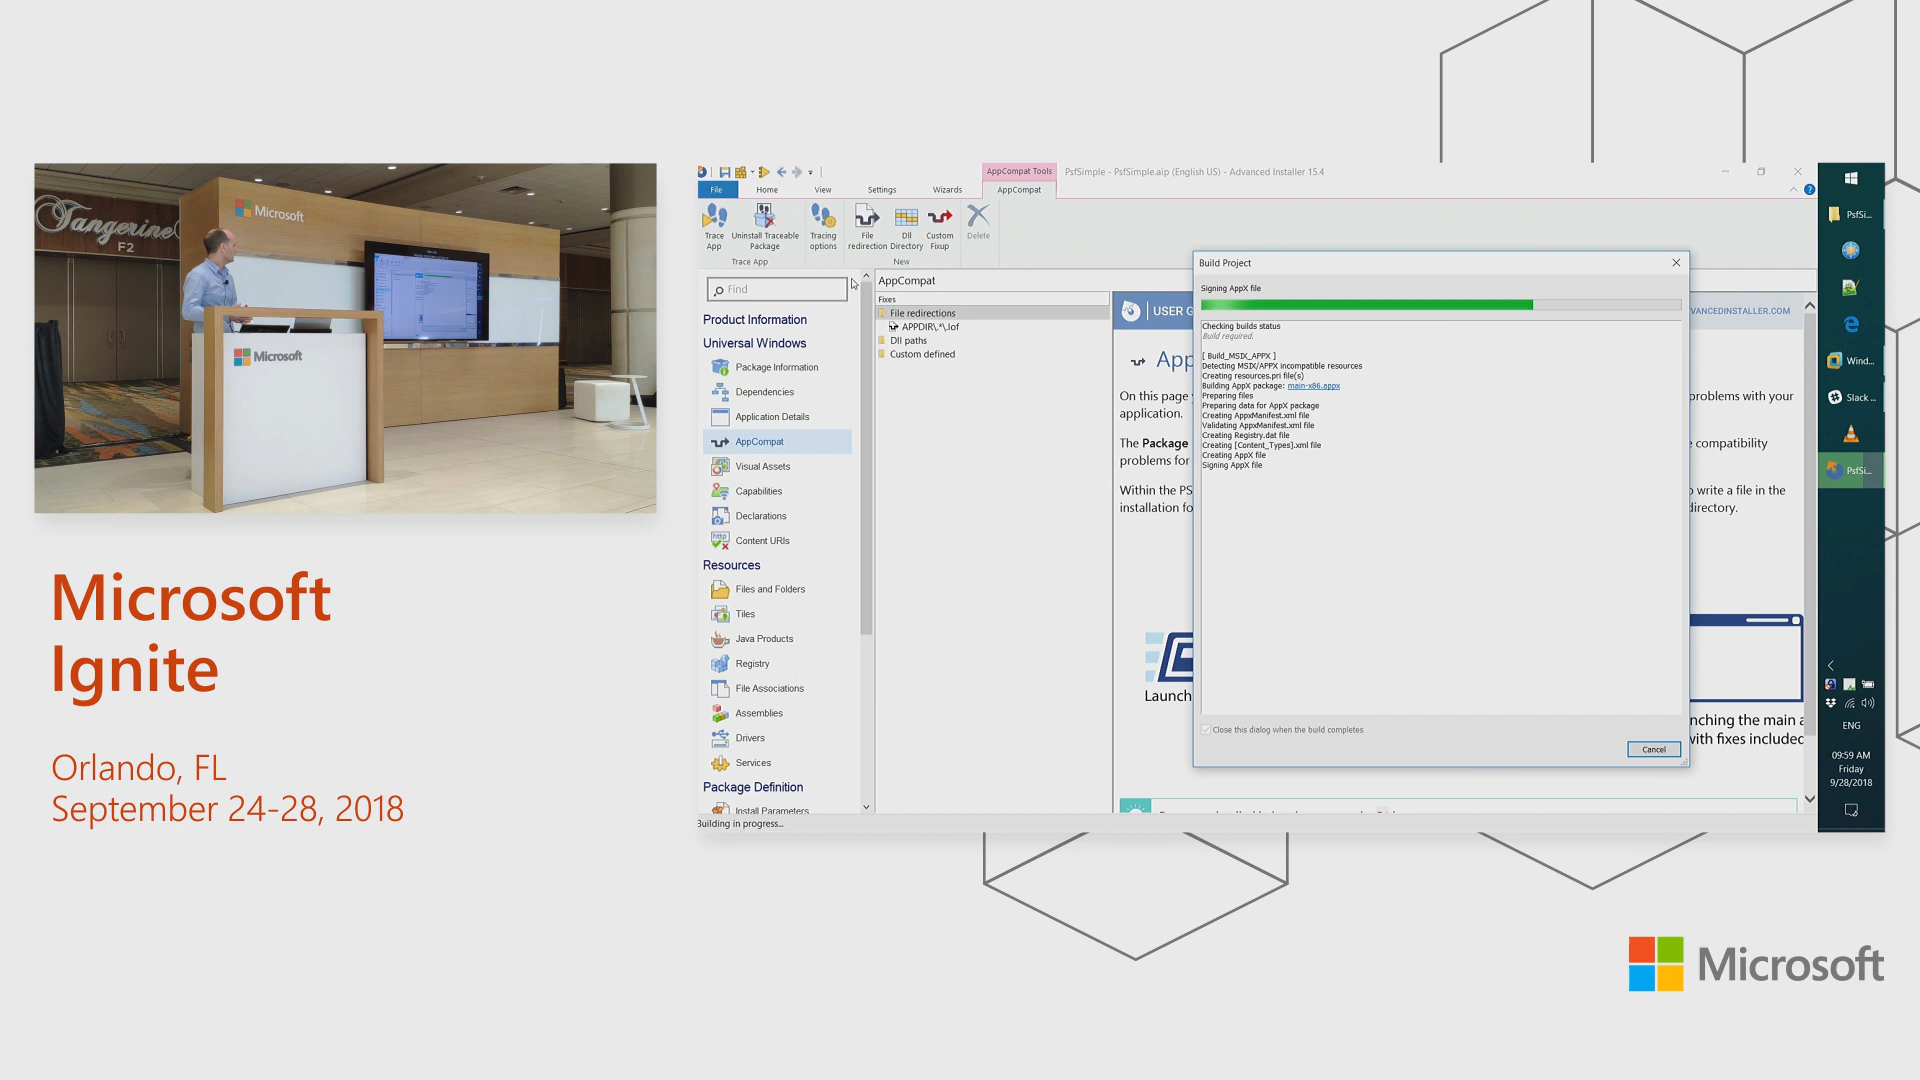 Tangerine
F2
Microsoft
Microsoft
Microsoft
Ignite
Orlando, FL
September 24-28, 2018
AppCompat Tools
PsfSimple - PsfSimple.aip (English US) - Advanced Installer 15.4
File
Home
View
Settings
Wizards
AppCompat
Trace App
Uninstall Traceable Package
Tracing options
File redirection
Dll Directory
Custom Fixup
Delete
Trace App
New
Find
Product Information
Universal Windows
Package Information
Dependencies
Application Details
AppCompat
Visual Assets
Capabilities
Declarations
Content URIs
Resources
Files and Folders
Tiles
Java Products
Registry
File Associations
Assemblies
Drivers
Services
Package Definition
Install Parameters
Building in progress...
AppCompat
Fixes
File redirections
APPDIR\.*\.lof
Dll paths
Custom defined
USER G
VANCEDINSTALLER.COM
App
On this page
problems with your
application.
The Package
compatibility
problems for
Within the PS
write a file in the
installation fo
directory.
Launch
nching the main a
with fixes included
Build Project
Signing AppX file
Checking builds status
Build required.
[ Build_MSIX_APPX ]
Detecting MSIX/APPX incompatible resources
Creating resources.pri file(s)
Building AppX package: main-x86.appx
Preparing files
Preparing data for AppX package
Creating AppxManifest.xml file
Validating AppxManifest.xml file
Creating Registry.dat file
Creating [Content_Types].xml file
Creating AppX file
Signing AppX file
Close this dialog when the build completes
Cancel
PsfSi...
Wind...
Slack ...
PsfSi...
ENG
09:59 AM
Friday
9/28/2018
Microsoft